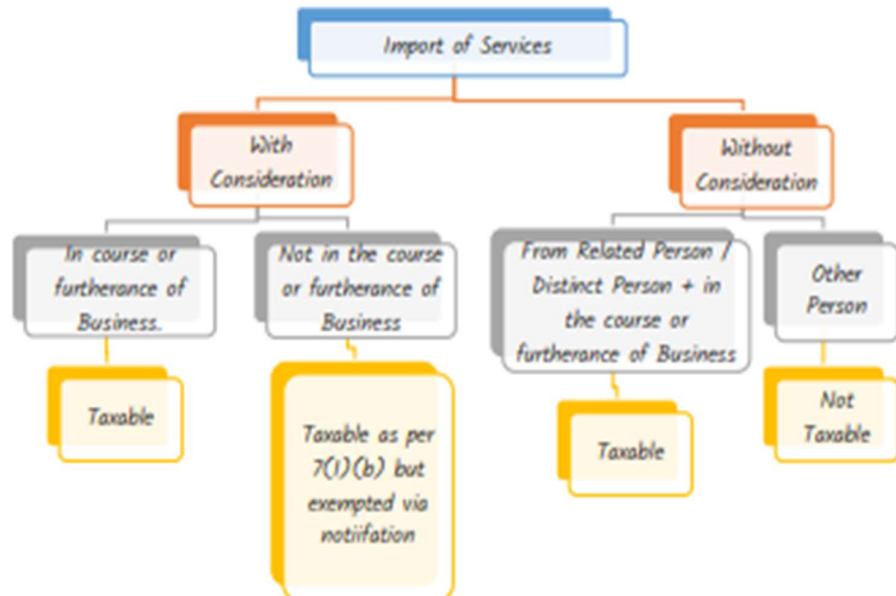 Import of Services
With
Consideration
Without
Consideration
In course or
furtherance of
Business.
Not in the course
or furtherance of
Business
From Related Person /
Distinct Person + in
the course or
furtherance of Business
Other
Person
Taxable
Taxable as per
7(1)(b) but
exempted via
notiifation
Taxable
Not
Taxable